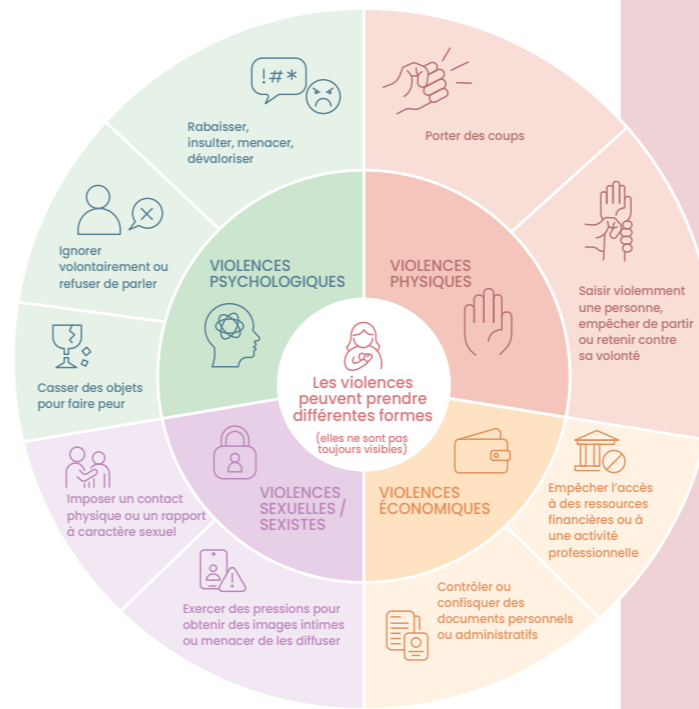 !#*
Rabaisser,
insulter, menacer,
dévaloriser
Porter des coups
Ignorer
volontairement ou
refuser de parler
VIOLENCES
PSYCHOLOGIQUES
VIOLENCES
PHYSIQUES
Saisir violemment
une personne,
empêcher de partir
ou retenir contre
sa volonté
Casser des objets
pour faire peur
Les violences
peuvent prendre
différentes formes
(elles ne sont pas
toujours visibles)
Imposer un contact
physique ou un rapport
à caractère sexuel
VIOLENCES
SEXUELLES /
SEXISTES
VIOLENCES
ÉCONOMIQUES
Empêcher l'accès
à des ressources
financières ou à
une activité
professionnelle
Exercer des pressions pour
obtenir des images intimes
ou menacer de les diffuser
Contrôler ou
confisquer des
documents personnels
ou administratifs